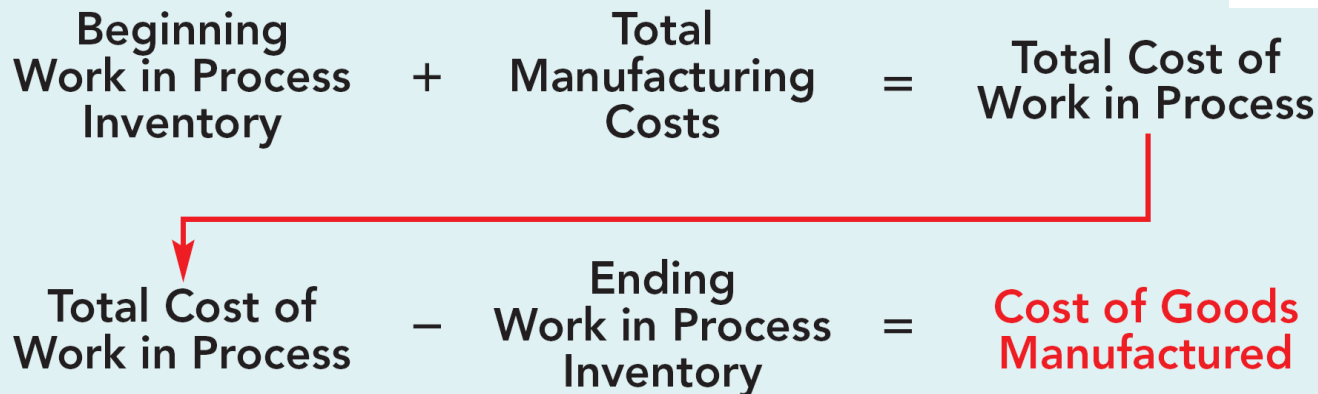 Beginning
Work in Process
Inventory
+
Total
Manufacturing
Costs
=
Total Cost of
Work in Process
Total Cost of
Work in Process
−
Ending
Work in Process
Inventory
=
Cost of Goods
Manufactured